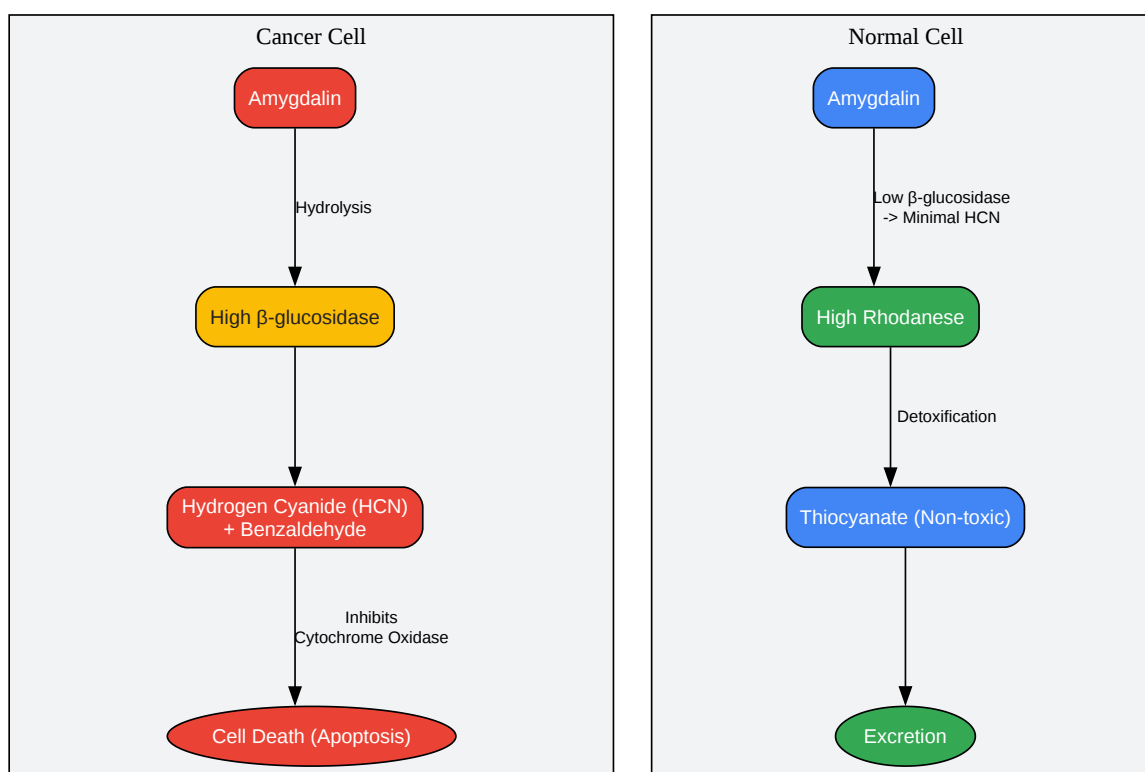 Cancer Cell
Amygdalin
Hydrolysis
High β-glucosidase
Hydrogen Cyanide (HCN)
+ Benzaldehyde
Inhibits
Cytochrome Oxidase
Cell Death (Apoptosis)
Normal Cell
Amygdalin
Low β-glucosidase
-> Minimal HCN
High Rhodanese
Detoxification
Thiocyanate (Non-toxic)
Excretion